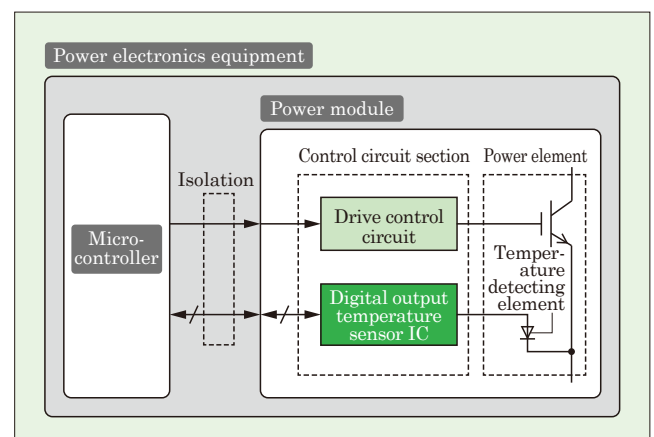 Power electronics equipment
Power module
Control circuit section
Power element
Isolation
Drive control
circuit
Micro-
controller
Temper-
ature
detecting
element
Digital output
temperature
sensor IC